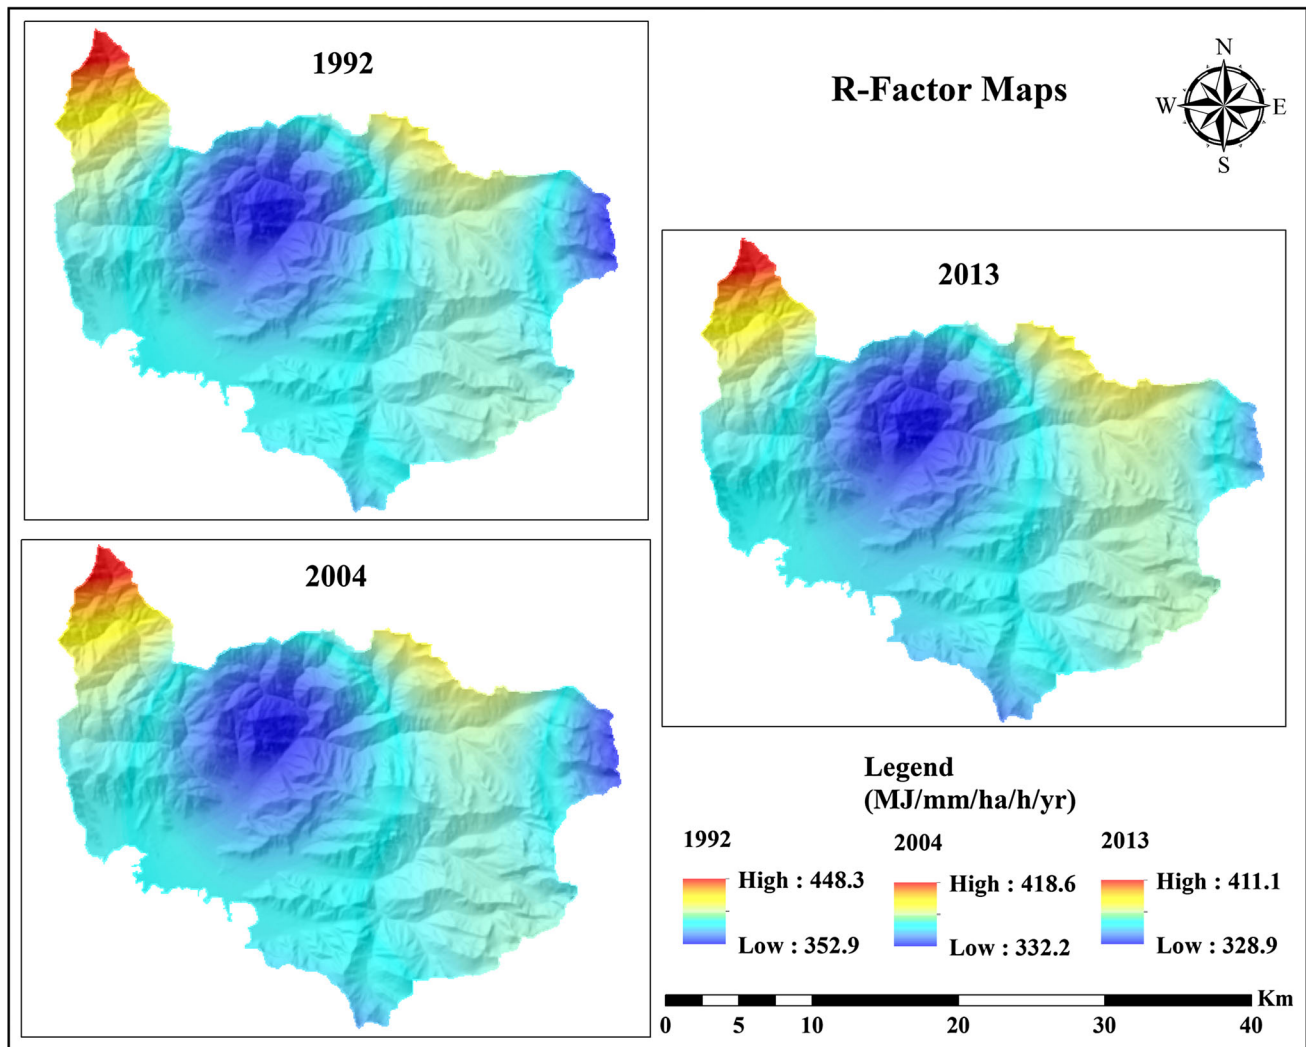 1992
R-Factor Maps
N
W
E
S
2013
2004
Legend
(MJ/mm/ha/h/yr)
1992
High : 448.3
Low : 352.9
2004
High : 418.6
Low : 332.2
2013
High : 411.1
Low : 328.9
Km
0 5 10 20 30 40